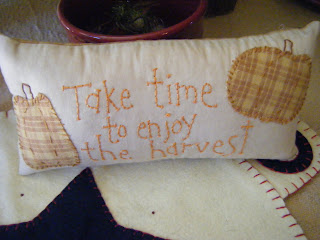 Take time
to enjoy
the harvest